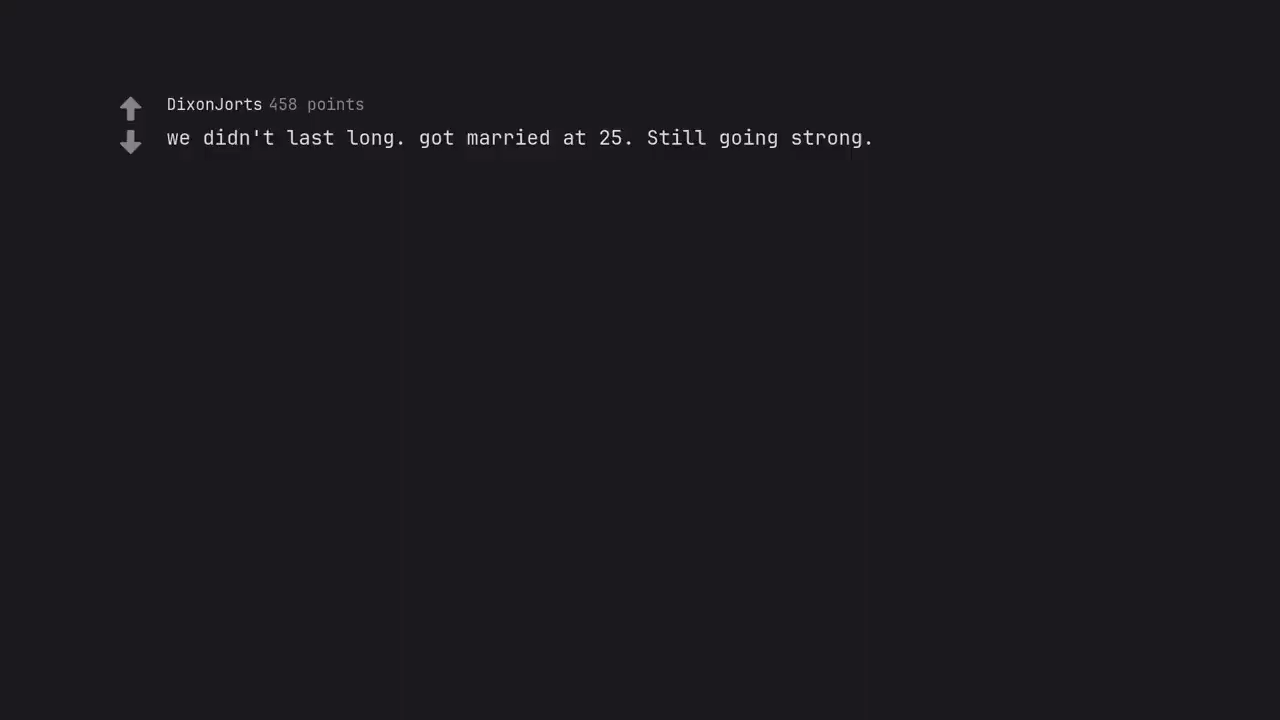 DixonJorts 458 points
we didn't last long. got married at 25. Still going strong.